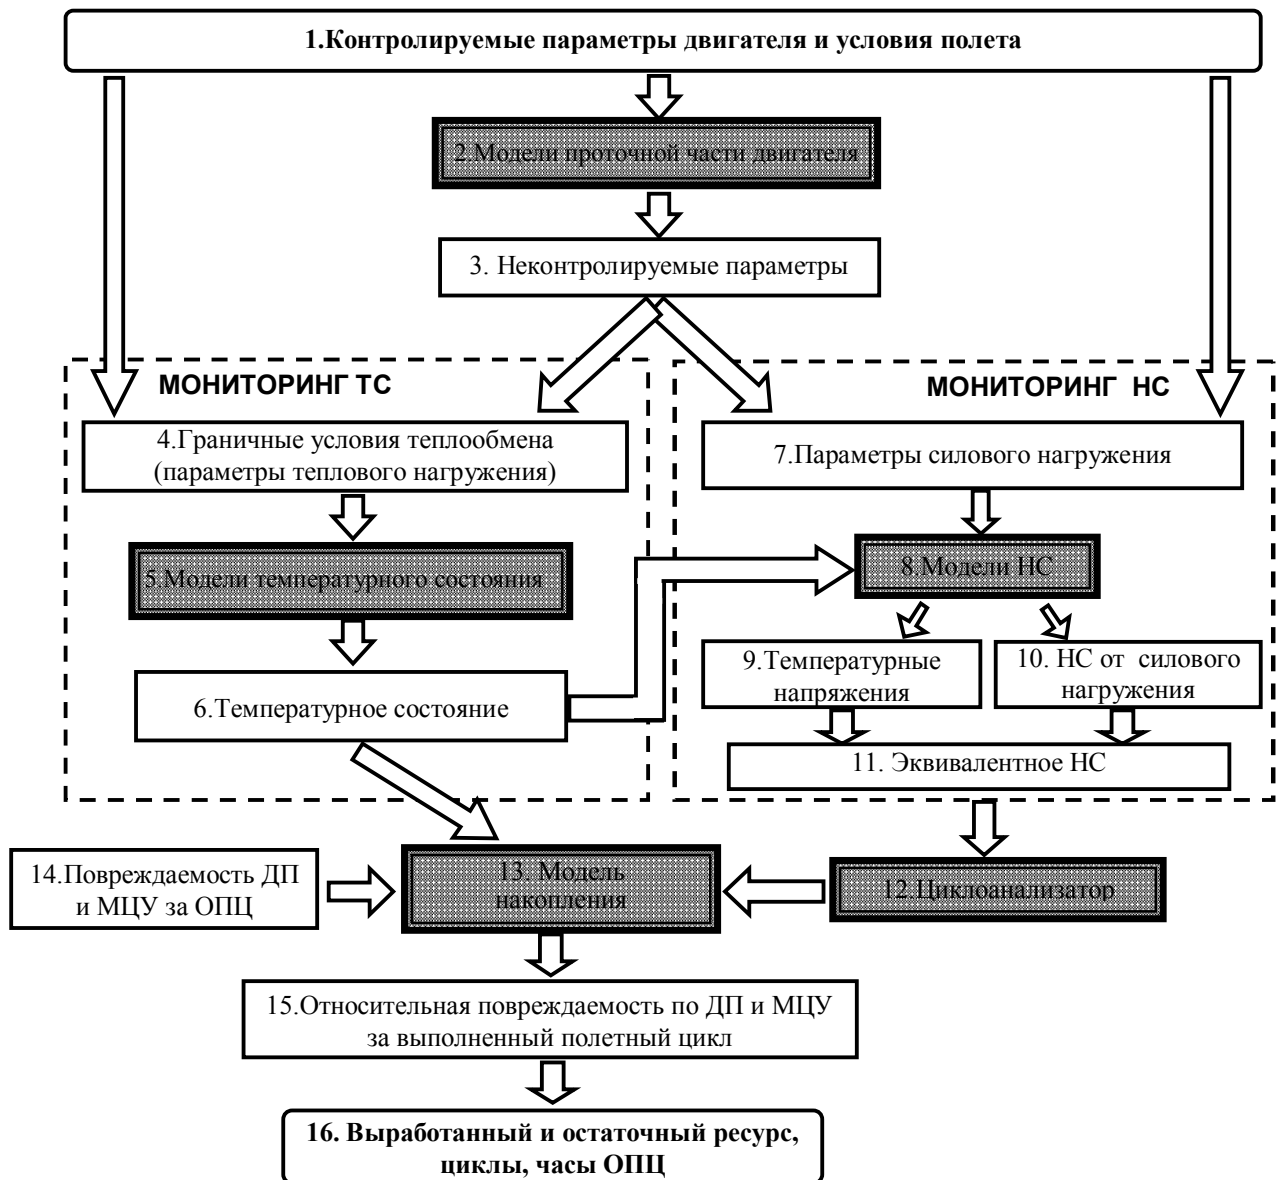 1.Контролируемые параметры двигателя и условия полета
2.Модели проточной части двигателя
3. Неконтролируемые параметры
МОНИТОРИНГ ТС
4.Граничные условия теплообмена
(параметры теплового нагружения)
5.Модели температурного состояния
6.Температурное состояние
МОНИТОРИНГ НС
7.Параметры силового нагружения
8.Модели НС
9.Температурные
напряжения
10. НС от силового
нагружения
11. Эквивалентное НС
12.Циклоанализатор
13. Модель
накопления
14.Повреждаемость ДП
и МЦУ за ОПЦ
15.Относительная повреждаемость по ДП и МЦУ
за выполненный полетный цикл
16. Выработанный и остаточный ресурс,
циклы, часы ОПЦ